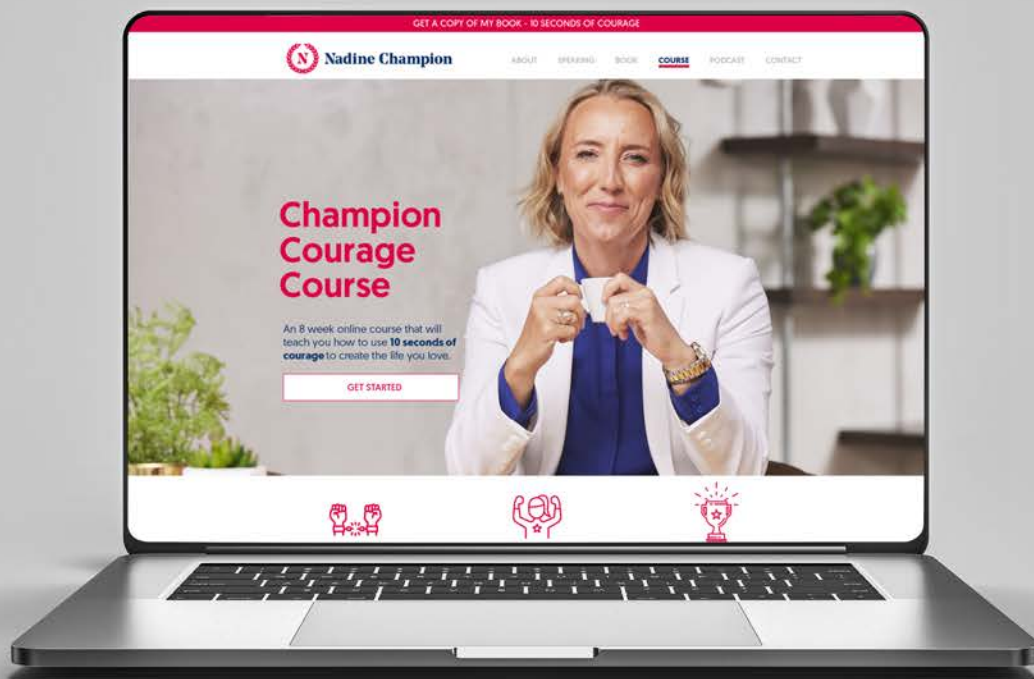 GET A COPY OF MY BOOK - 10 SECONDS OF COURAGE
N
Nadine Champion
ABOUT SPEAKING BOOK COURSE PODCAST CONTACT
Champion
Courage
Course
An 8 week online course that will
teach you how to use 10 seconds of
courage to create the life you love.
GET STARTED